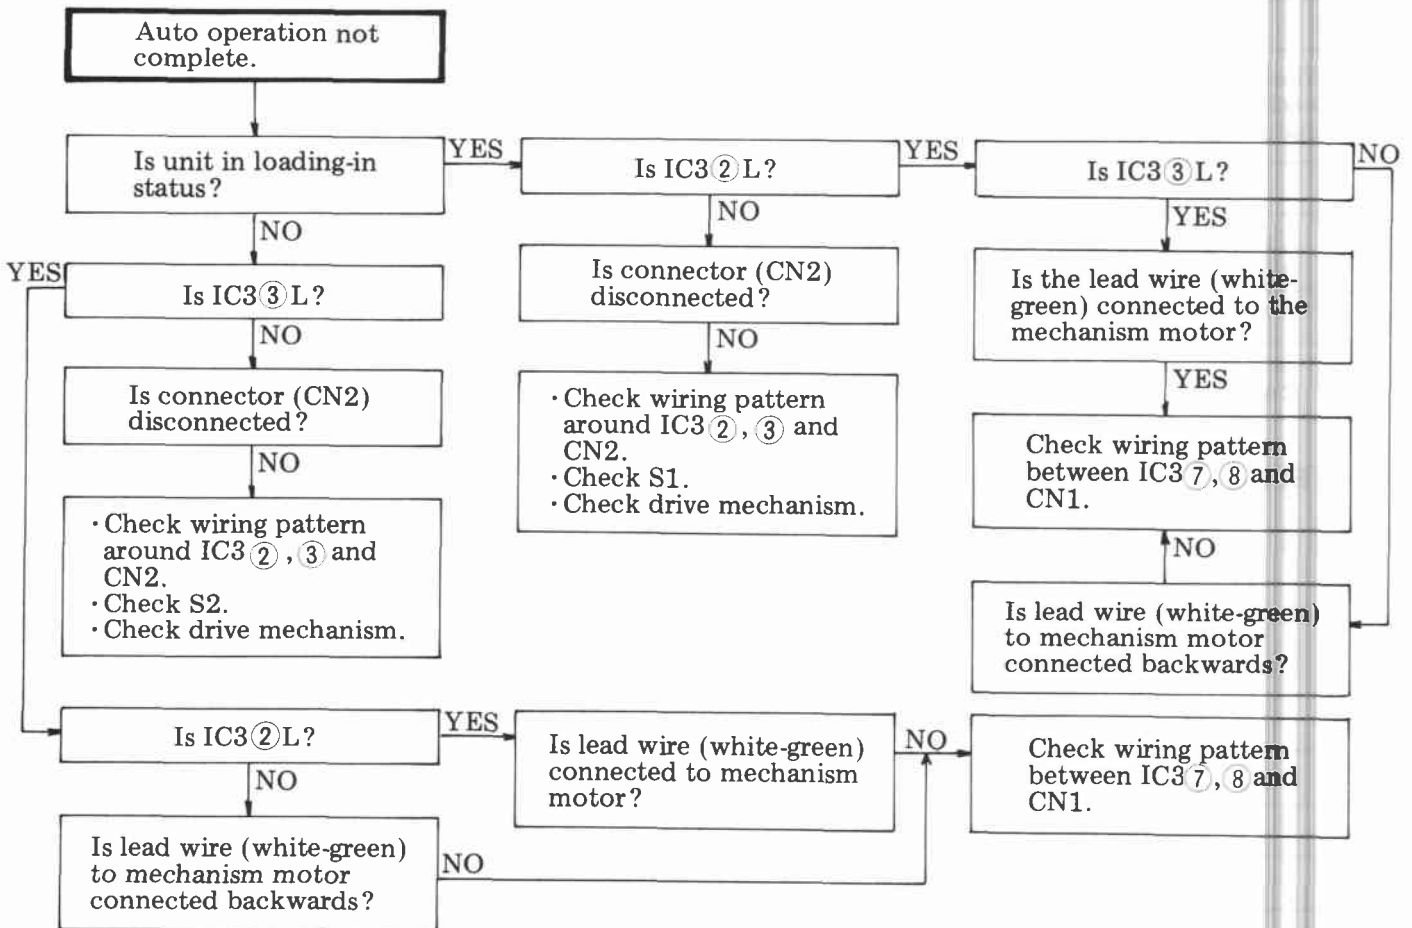 Auto operation not
complete.
Is unit in loading-in
status?
YES
NO
Is IC3②L?
YES
NO
Is IC3③L?
NO
YES
YES
Is IC3③L?
NO
Is connector (CN2)
disconnected?
NO
Is the lead wire (white-
green) connected to the
mechanism motor?
YES
Is connector (CN2)
disconnected?
NO
· Check wiring pattern
around IC3②, ③ and
CN2.
· Check S1.
· Check drive mechanism.
Check wiring pattern
between IC3⑦, ⑧ and
CN1.
NO
· Check wiring pattern
around IC3②, ③ and
CN2.
· Check S2.
· Check drive mechanism.
Is lead wire (white-green)
to mechanism motor
connected backwards?
Is IC3②L?
YES
NO
Is lead wire (white-green)
connected to mechanism
motor?
NO
Check wiring pattern
between IC3⑦, ⑧ and
CN1.
Is lead wire (white-green)
to mechanism motor
connected backwards?
NO